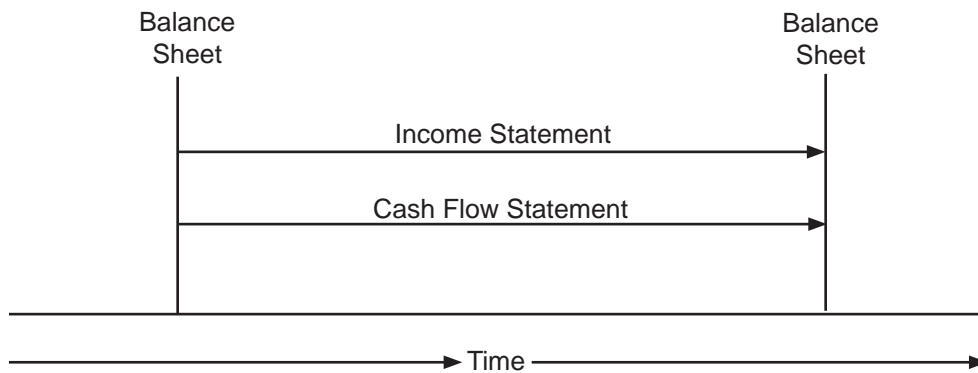 Balance
Sheet
Balance
Sheet
Income Statement
Cash Flow Statement
Time